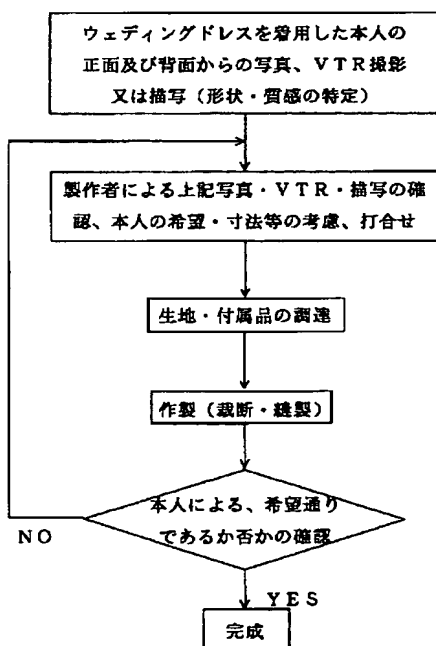 ウェディングドレスを着用した本人の
正面及び背面からの写真、VTR撮影
又は描写(形状・質感の特定)
製作者による上記写真・VTR・描写の確
認、本人の希望・寸法等の考慮、打合せ
生地・付属品の調達
作製(裁断・縫製)
本人による、希望通り
であるか否かの確認
NO
YES
完成